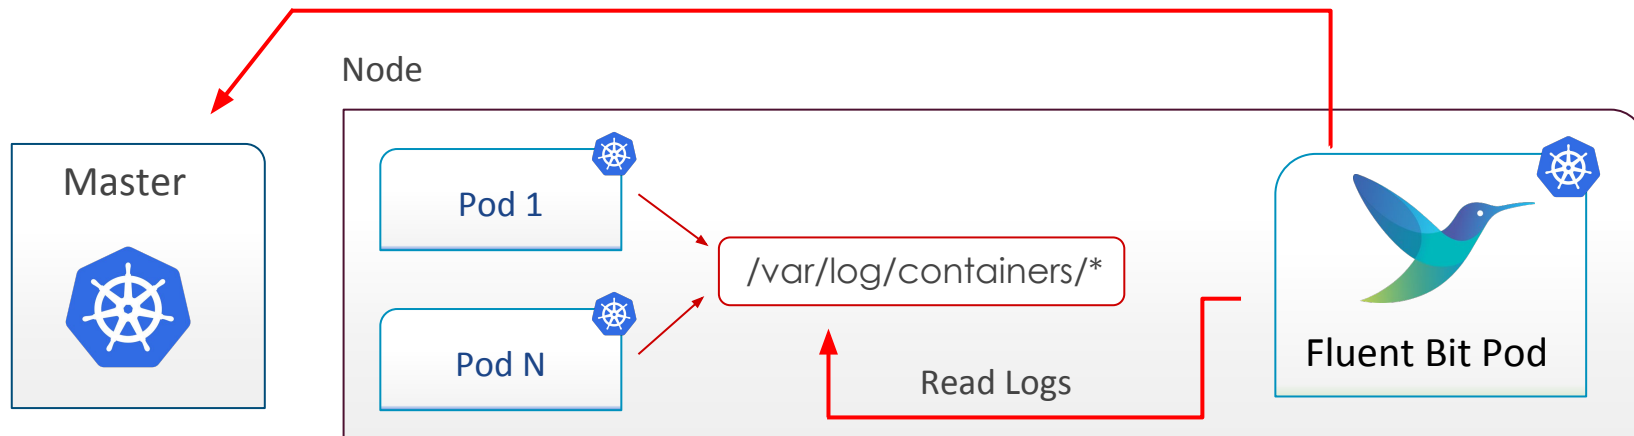 Node
Master
Pod 1
/var/log/containers/*
Pod N
Read Logs
Fluent Bit Pod